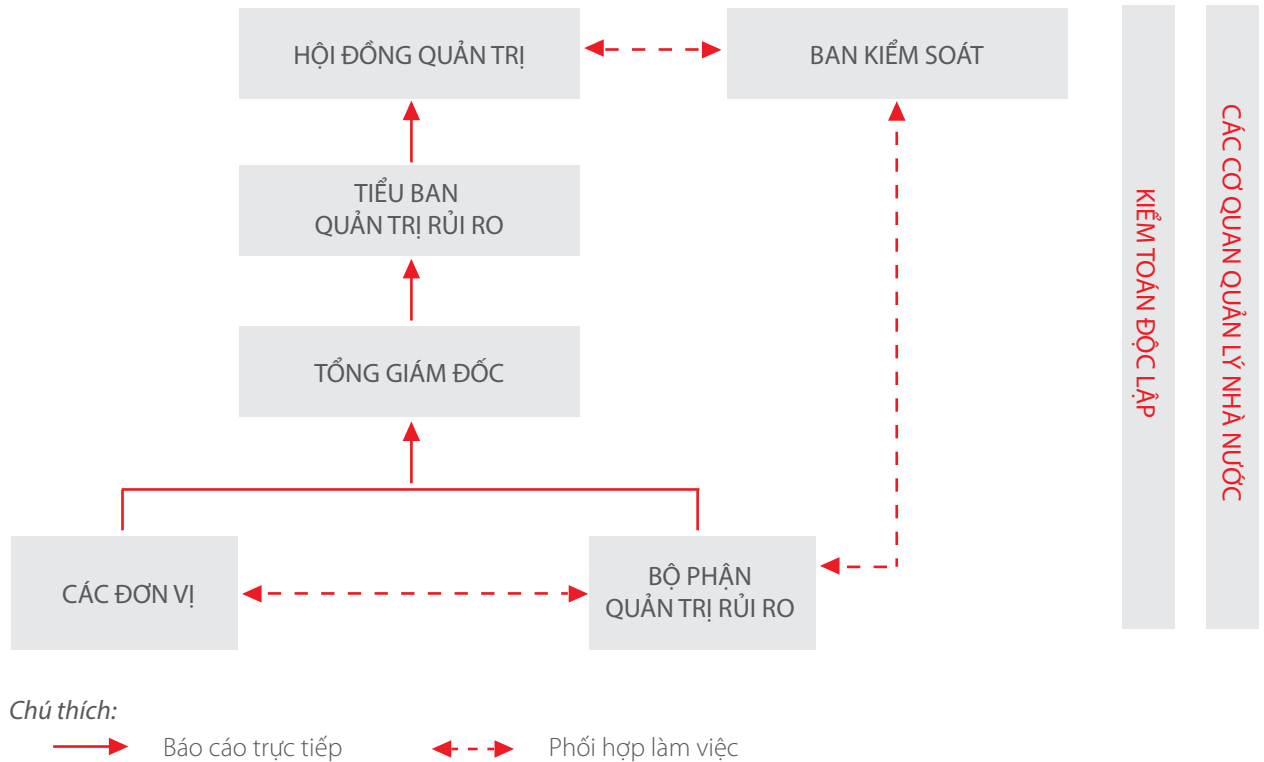 HỘI ĐỒNG QUẢN TRỊ
BAN KIỂM SOÁT
TIỂU BAN
QUẢN TRỊ RỦI RO
TỔNG GIÁM ĐỐC
CÁC ĐƠN VỊ
BỘ PHẬN
QUẢN TRỊ RỦI RO
KIỂM TOÁN ĐỘC LẬP
CÁC CƠ QUAN QUẢN LÝ NHÀ NƯỚC
Chú thích:
Báo cáo trực tiếp
Phối hợp làm việc